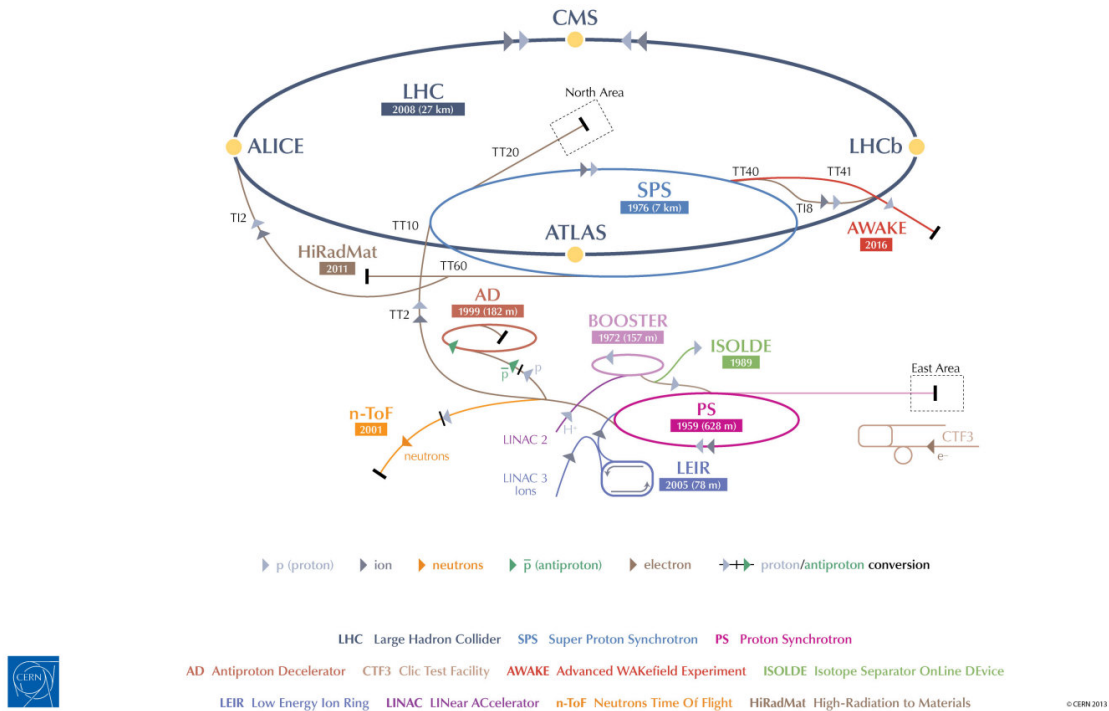 CMS
LHC
2008 (27 km)
North Area
ALICE
TT20
LHCb
TT40
TT41
SPS
1976 (7 km)
TI8
TI2
TT10
ATLAS
AWAKE
2016
HiRadMat
2011
TT60
AD
1999 (182 m)
TT2
BOOSTER
1972 (157 m)
ISOLDE
1989
p̅
p
East Area
n-ToF
2001
PS
1959 (628 m)
H⁻
LINAC 2
neutrons
CTF3
e⁻
LINAC 3
Ions
LEIR
2005 (78 m)
p (proton)
ion
neutrons
p̅ (antiproton)
electron
proton/antiproton conversion
LHC Large Hadron Collider SPS Super Proton Synchrotron PS Proton Synchrotron
AD Antiproton Decelerator CTF3 Clic Test Facility AWAKE Advanced WAKefield Experiment ISOLDE Isotope Separator OnLine DEvice
LEIR Low Energy Ion Ring LINAC LINear ACcelerator n-ToF Neutrons Time Of Flight HiRadMat High-Radiation to Materials
CERN
© CERN 2013